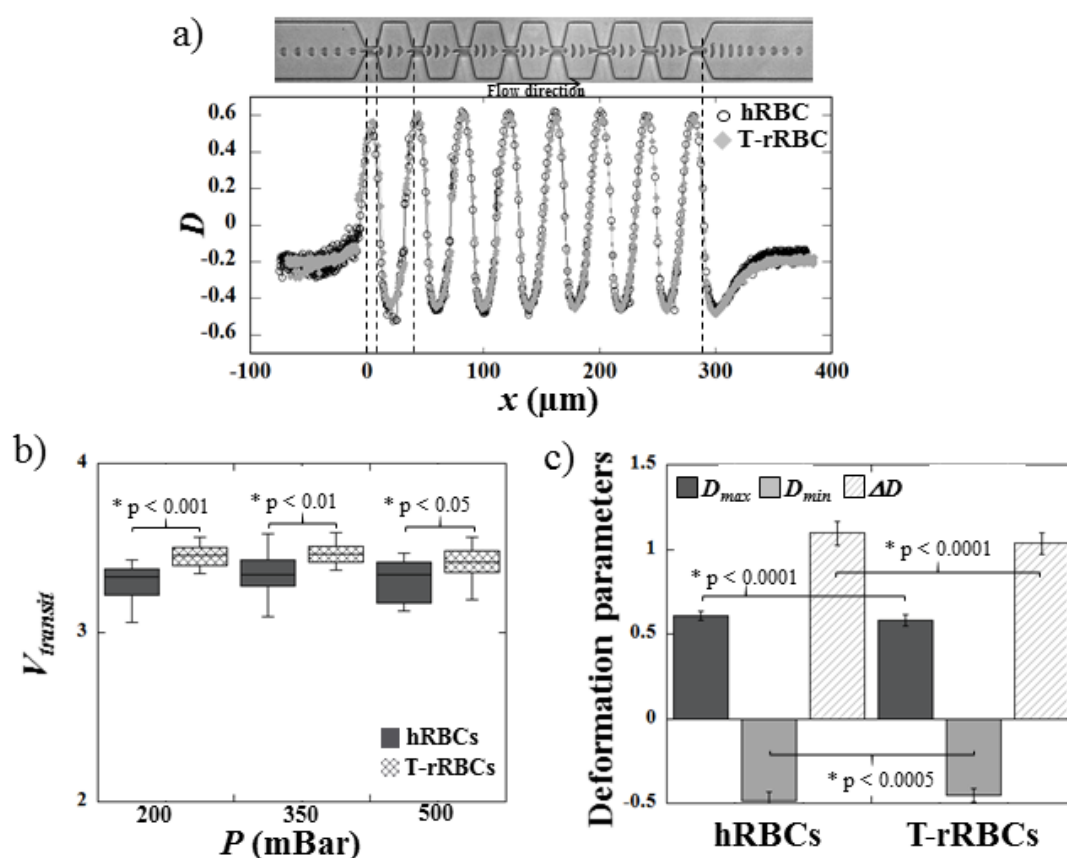 a)
Flow direction
0.6
0.4
0.2
0
-0.2
-0.4
-0.6
D
hRBC
T-rRBC
-100 0 100 200 300 400
x (µm)
b)
4
3
2
V transit
* p < 0.001
* p < 0.01
* p < 0.05
hRBCs
T-rRBCs
200 350 500
P (mBar)
c)
1.5
1
0.5
0
-0.5
Deformation parameters
Dmax Dmin ΔD
* p < 0.0001
* p < 0.0001
* p < 0.0005
hRBCs T-rRBCs